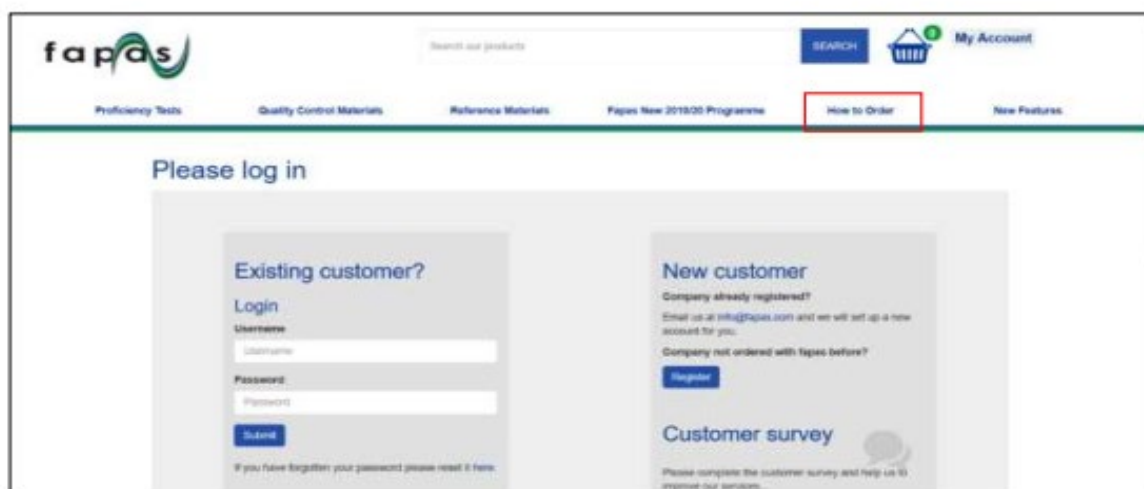 fapas
Search our products
SEARCH
0
My Account
Proficiency Tests
Quality Control Materials
Reference Materials
Fapas New 2019/20 Programme
How to Order
New Features
Please log in
Existing customer?
Login
Username
Username
Password
Password
Submit
If you have forgotten your password please reset it here.
New customer
Company already registered?
Email us at info@fapas.com and we will set up a new
account for you.
Company not ordered with fapas before?
Register
Customer survey
Please complete the customer survey and help us to
improve our services...